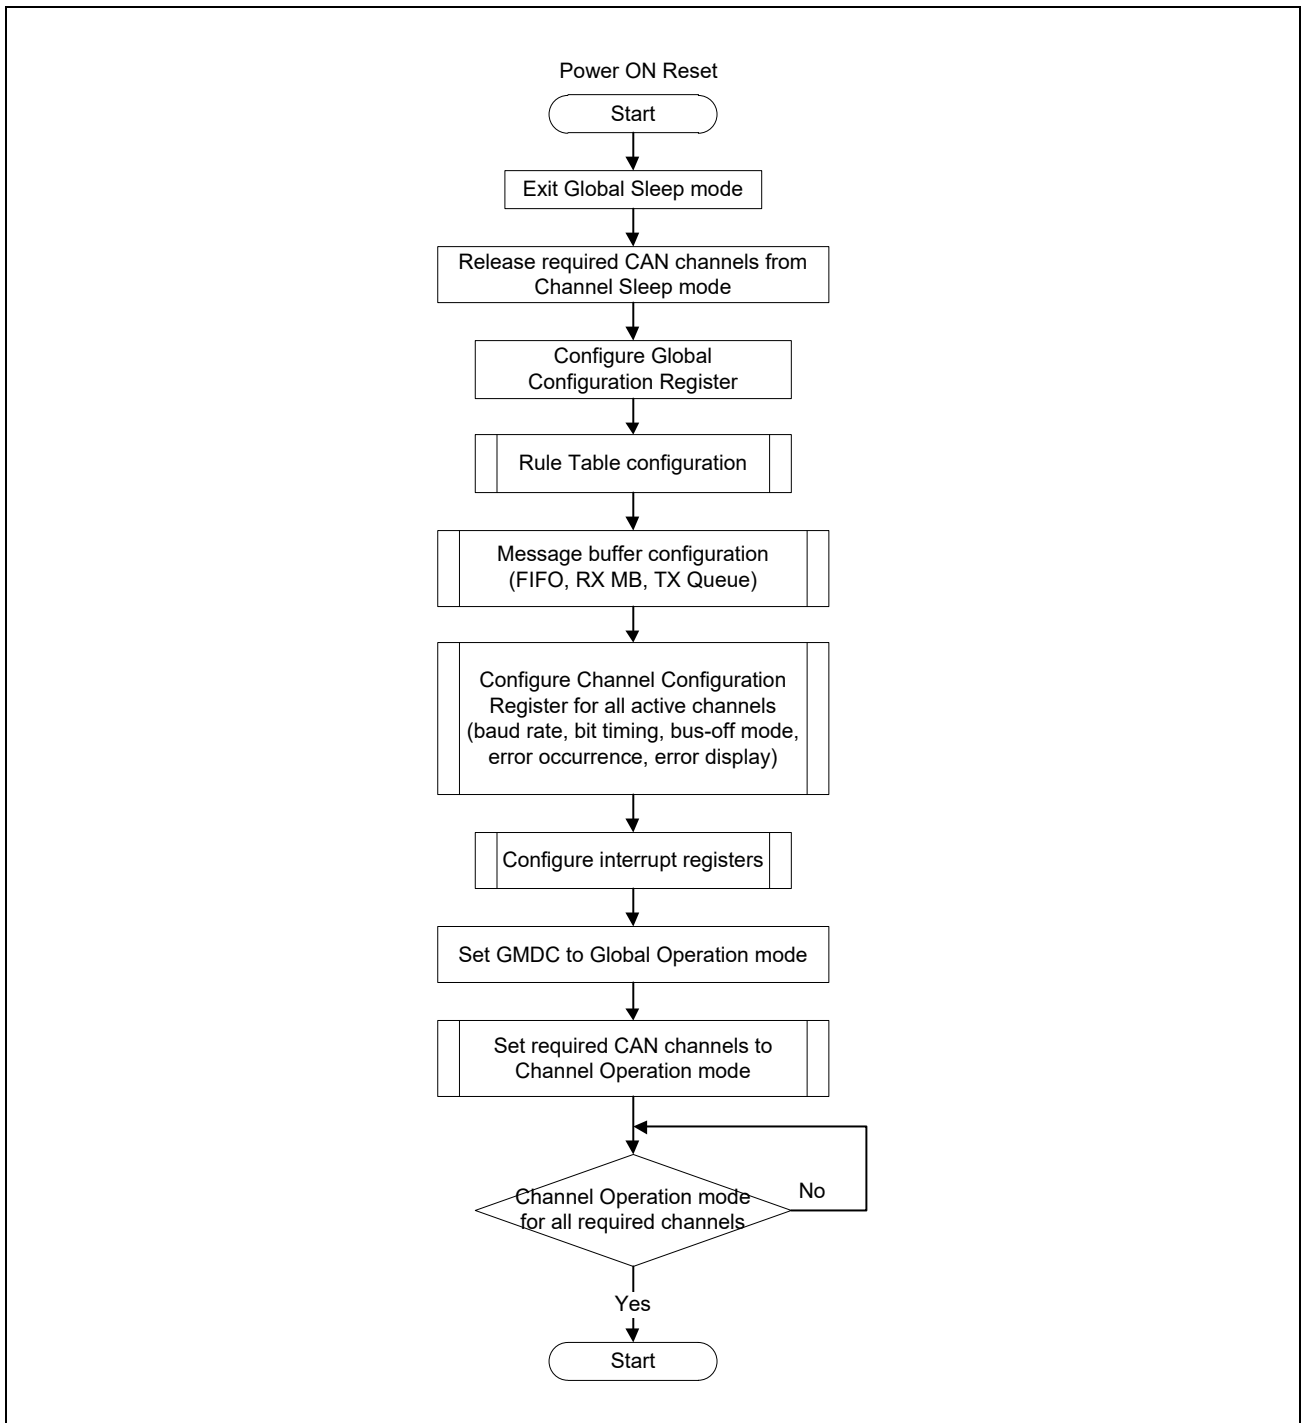 Power ON Reset
Start
Exit Global Sleep mode
Release required CAN channels from
Channel Sleep mode
Configure Global
Configuration Register
Rule Table configuration
Message buffer configuration
(FIFO, RX MB, TX Queue)
Configure Channel Configuration
Register for all active channels
(baud rate, bit timing, bus-off mode,
error occurrence, error display)
Configure interrupt registers
Set GMDC to Global Operation mode
Set required CAN channels to
Channel Operation mode
Channel Operation mode
for all required channels
No
Yes
Start